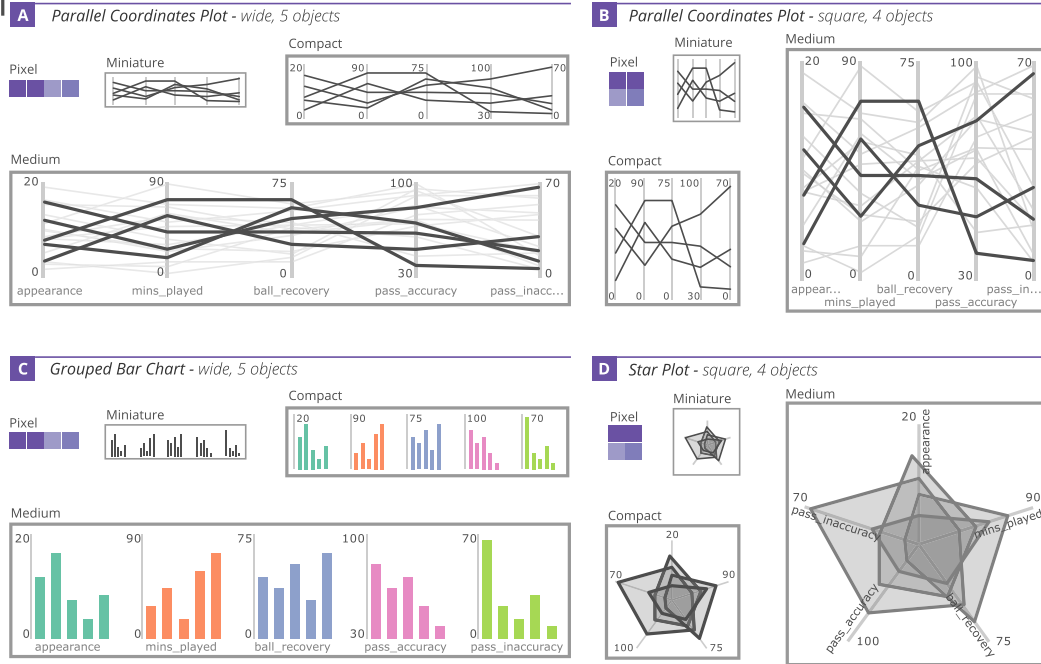 A Parallel Coordinates Plot - wide, 5 objects
Pixel
Miniature
Compact
20 90 75 100 70
0 0 0 30 0
Medium
20 90 75 100 70
0 0 0 30 0
appearance mins_played ball_recovery pass_accuracy pass_inacc...
B Parallel Coordinates Plot - square, 4 objects
Pixel
Miniature
Compact
20 90 75 100 70
0 0 0 30 0
Medium
20 90 75 100 70
0 0 0 30 0
appear... ball_recovery pass_in...
mins_played pass_accuracy
C Grouped Bar Chart - wide, 5 objects
Pixel
Miniature
Compact
20 90 75 100 70
Medium
20 90 75 100 70
0 0 0 30 0
appearance mins_played ball_recovery pass_accuracy pass_inaccuracy
D Star Plot - square, 4 objects
Pixel
Miniature
Compact
20
70 90
100 75
Medium
20
appearance
70 90
pass_inaccuracy mins_played
pass_accuracy ball_recovery
100 75